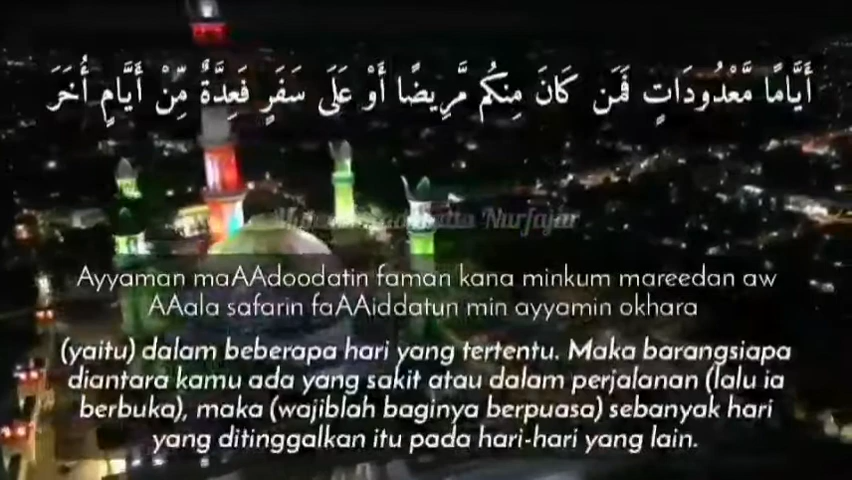 أَيَّامًا مَّعْدُودَاتٍ فَمَن كَانَ مِنكُم مَّرِيضًا أَوْ عَلَى سَفَرٍ فَعِدَّةٌ مِّنْ أَيَّامٍ أُخَرَ
Nurfajar
Ayyaman maAAdoodatin faman kana minkum mareedan aw
AAala safarin faAAiddatun min ayyamin okhara
(yaitu) dalam beberapa hari yang tertentu. Maka barangsiapa
diantara kamu ada yang sakit atau dalam perjalanan (lalu ia
berbuka), maka (wajiblah baginya berpuasa) sebanyak hari
yang ditinggalkan itu pada hari-hari yang lain.